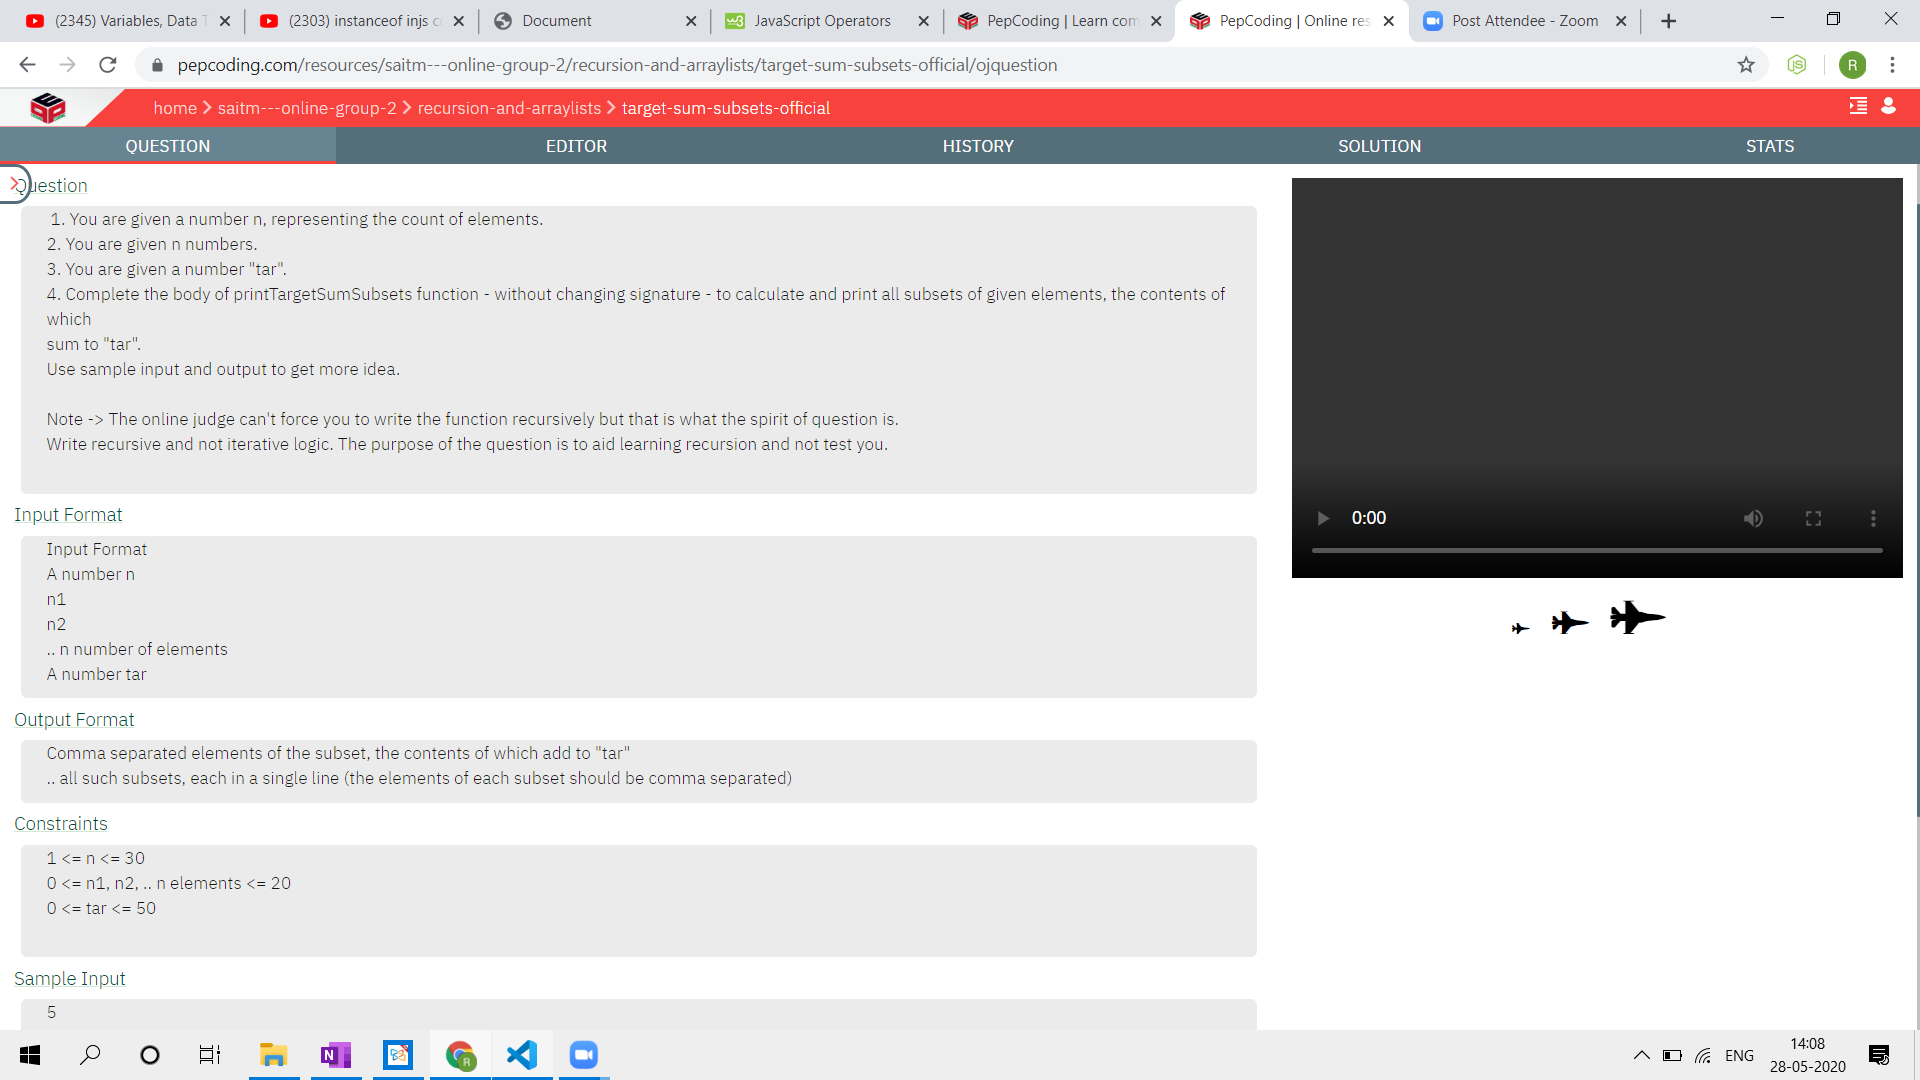 (2345) Variables, Data T
(2303) instanceof injs c
Document
JavaScript Operators
PepCoding | Learn com
PepCoding | Online res
Post Attendee - Zoom
pepcoding.com/resources/saitm---online-group-2/recursion-and-arraylists/target-sum-subsets-official/ojquestion
R
home > saitm---online-group-2 > recursion-and-arraylists > target-sum-subsets-official
QUESTION
EDITOR
HISTORY
SOLUTION
STATS
Question
1. You are given a number n, representing the count of elements.
2. You are given n numbers.
3. You are given a number "tar".
4. Complete the body of printTargetSumSubsets function - without changing signature - to calculate and print all subsets of given elements, the contents of
which
sum to "tar".
Use sample input and output to get more idea.
Note -> The online judge can't force you to write the function recursively but that is what the spirit of question is.
Write recursive and not iterative logic. The purpose of the question is to aid learning recursion and not test you.
0:00
Input Format
Input Format
A number n
n1
n2
.. n number of elements
A number tar
Output Format
Comma separated elements of the subset, the contents of which add to "tar"
.. all such subsets, each in a single line (the elements of each subset should be comma separated)
Constraints
1 <= n <= 30
0 <= n1, n2, .. n elements <= 20
0 <= tar <= 50
Sample Input
5
ENG
14:08
28-05-2020